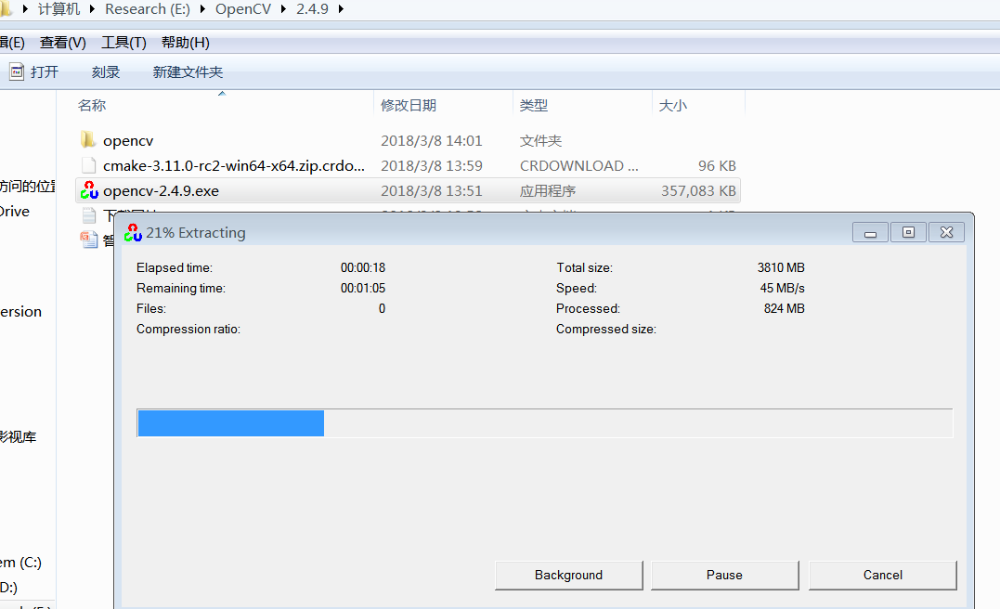 计算机 Research (E:) OpenCV 2.4.9
辑(E) 查看(V) 工具(T) 帮助(H)
打开 刻录 新建文件夹
名称 修改日期 类型 大小
opencv 2018/3/8 14:01 文件夹
cmake-3.11.0-rc2-win64-x64.zip.crdo... 2018/3/8 13:59 CRDOWNLOAD ... 96 KB
opencv-2.4.9.exe 2018/3/8 13:51 应用程序 357,083 KB
访问的位置
Drive
ersion
影视库
em (C:)
D:)
智
21% Extracting
Elapsed time: 00:00:18 Total size: 3810 MB
Remaining time: 00:01:05 Speed: 45 MB/s
Files: 0 Processed: 824 MB
Compression ratio: Compressed size:
Background Pause Cancel